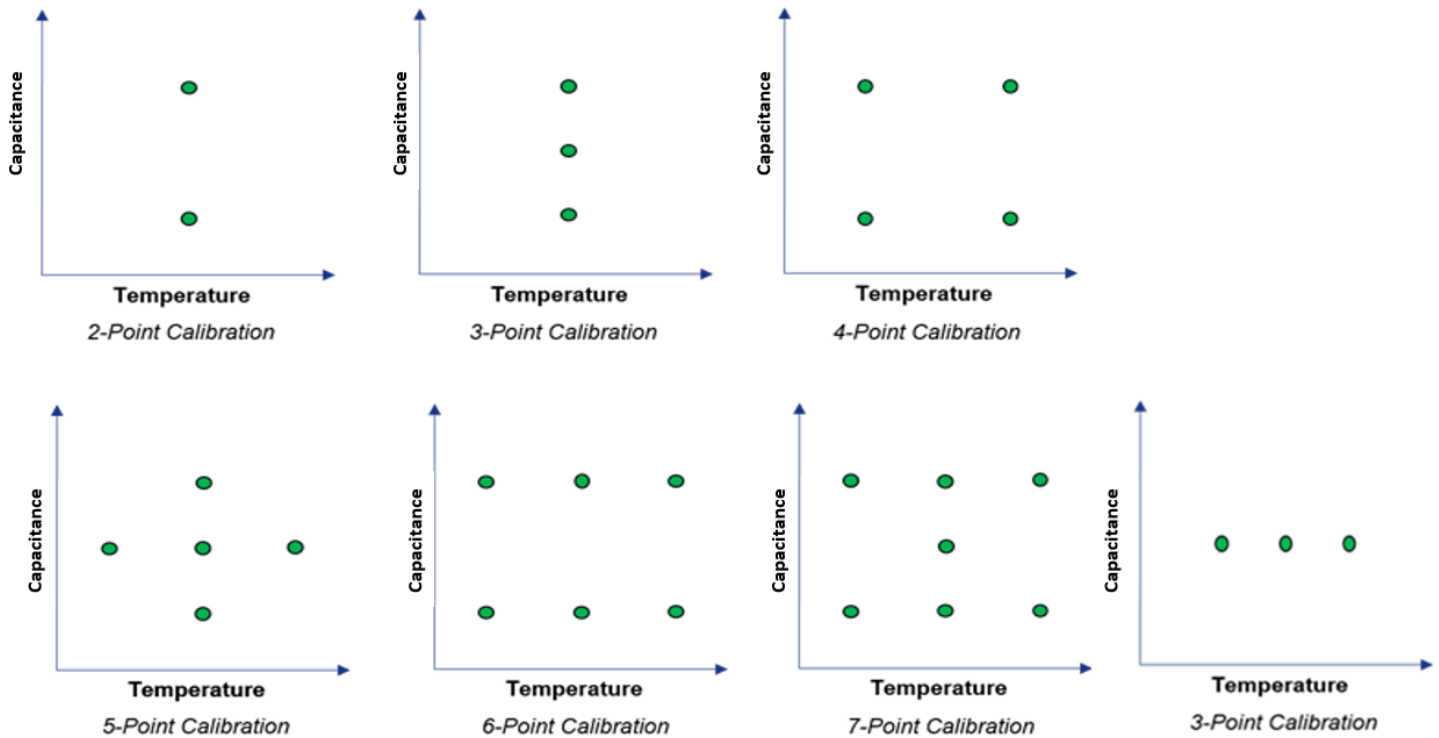 Capacitance
Temperature
2-Point Calibration
Capacitance
Temperature
3-Point Calibration
Capacitance
Temperature
4-Point Calibration
Capacitance
Temperature
5-Point Calibration
Capacitance
Temperature
6-Point Calibration
Capacitance
Temperature
7-Point Calibration
Capacitance
Temperature
3-Point Calibration